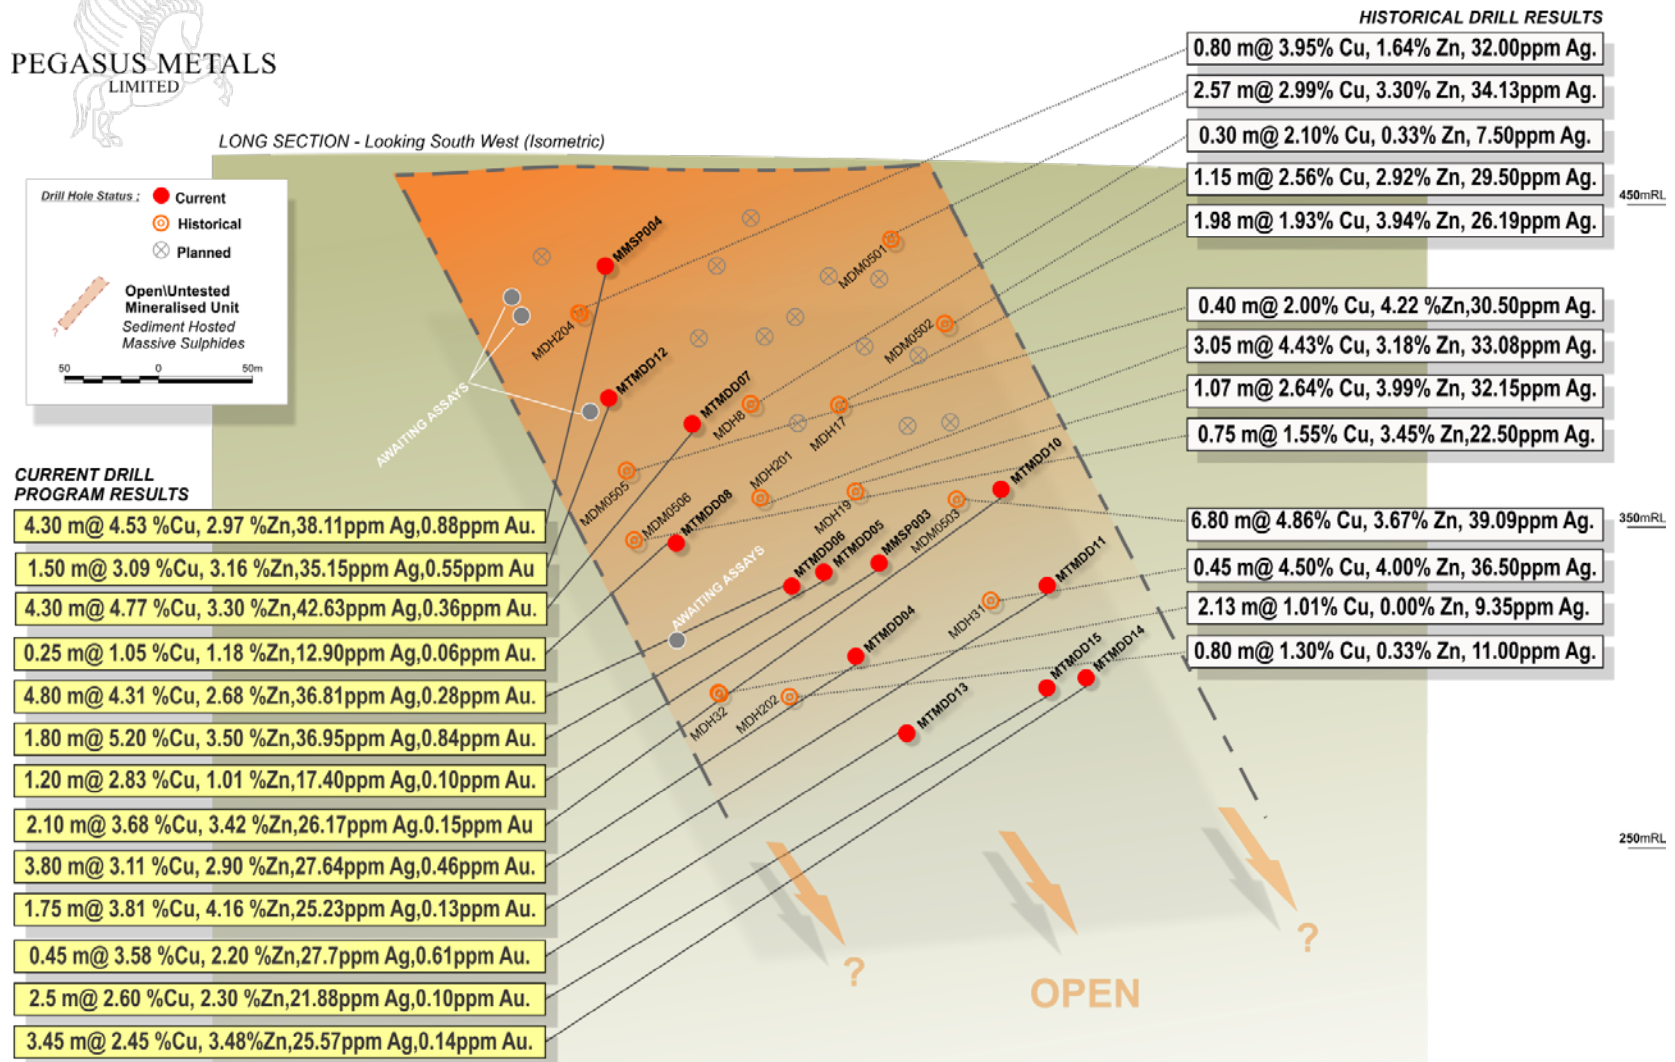 PEGASUS METALS
LIMITED
LONG SECTION - Looking South West (Isometric)
Drill Hole Status :
Current
Historical
Planned
Open\Untested
Mineralised Unit
Sediment Hosted
Massive Sulphides
?
50 0 50m
HISTORICAL DRILL RESULTS
0.80 m@ 3.95% Cu, 1.64% Zn, 32.00ppm Ag.
2.57 m@ 2.99% Cu, 3.30% Zn, 34.13ppm Ag.
0.30 m@ 2.10% Cu, 0.33% Zn, 7.50ppm Ag.
1.15 m@ 2.56% Cu, 2.92% Zn, 29.50ppm Ag.
1.98 m@ 1.93% Cu, 3.94% Zn, 26.19ppm Ag.
0.40 m@ 2.00% Cu, 4.22 %Zn,30.50ppm Ag.
3.05 m@ 4.43% Cu, 3.18% Zn, 33.08ppm Ag.
1.07 m@ 2.64% Cu, 3.99% Zn, 32.15ppm Ag.
0.75 m@ 1.55% Cu, 3.45% Zn,22.50ppm Ag.
6.80 m@ 4.86% Cu, 3.67% Zn, 39.09ppm Ag.
0.45 m@ 4.50% Cu, 4.00% Zn, 36.50ppm Ag.
2.13 m@ 1.01% Cu, 0.00% Zn, 9.35ppm Ag.
0.80 m@ 1.30% Cu, 0.33% Zn, 11.00ppm Ag.
450mRL
350mRL
250mRL
MMSP004
MDM0501
MDH204
MDM0502
MTMDD12
MTMDD07
MDH8
MDH17
AWAITING ASSAYS
MDM0505
MDH201
MTMDD10
MDM0506
MTMDD08
MDH19
MDM0503
MTMDD06
MTMDD05
MMSP003
MTMDD11
AWAITING ASSAYS
MDH31
MTMDD04
MTMDD15
MTMDD14
MDH32
MDH202
MTMDD13
CURRENT DRILL
PROGRAM RESULTS
4.30 m@ 4.53 %Cu, 2.97 %Zn,38.11ppm Ag,0.88ppm Au.
1.50 m@ 3.09 %Cu, 3.16 %Zn,35.15ppm Ag,0.55ppm Au
4.30 m@ 4.77 %Cu, 3.30 %Zn,42.63ppm Ag,0.36ppm Au.
0.25 m@ 1.05 %Cu, 1.18 %Zn,12.90ppm Ag,0.06ppm Au.
4.80 m@ 4.31 %Cu, 2.68 %Zn,36.81ppm Ag,0.28ppm Au.
1.80 m@ 5.20 %Cu, 3.50 %Zn,36.95ppm Ag,0.84ppm Au.
1.20 m@ 2.83 %Cu, 1.01 %Zn,17.40ppm Ag,0.10ppm Au.
2.10 m@ 3.68 %Cu, 3.42 %Zn,26.17ppm Ag.0.15ppm Au
3.80 m@ 3.11 %Cu, 2.90 %Zn,27.64ppm Ag,0.46ppm Au.
1.75 m@ 3.81 %Cu, 4.16 %Zn,25.23ppm Ag,0.13ppm Au.
0.45 m@ 3.58 %Cu, 2.20 %Zn,27.7ppm Ag,0.61ppm Au.
2.5 m@ 2.60 %Cu, 2.30 %Zn,21.88ppm Ag,0.10ppm Au.
3.45 m@ 2.45 %Cu, 3.48%Zn,25.57ppm Ag,0.14ppm Au.
?
OPEN
?